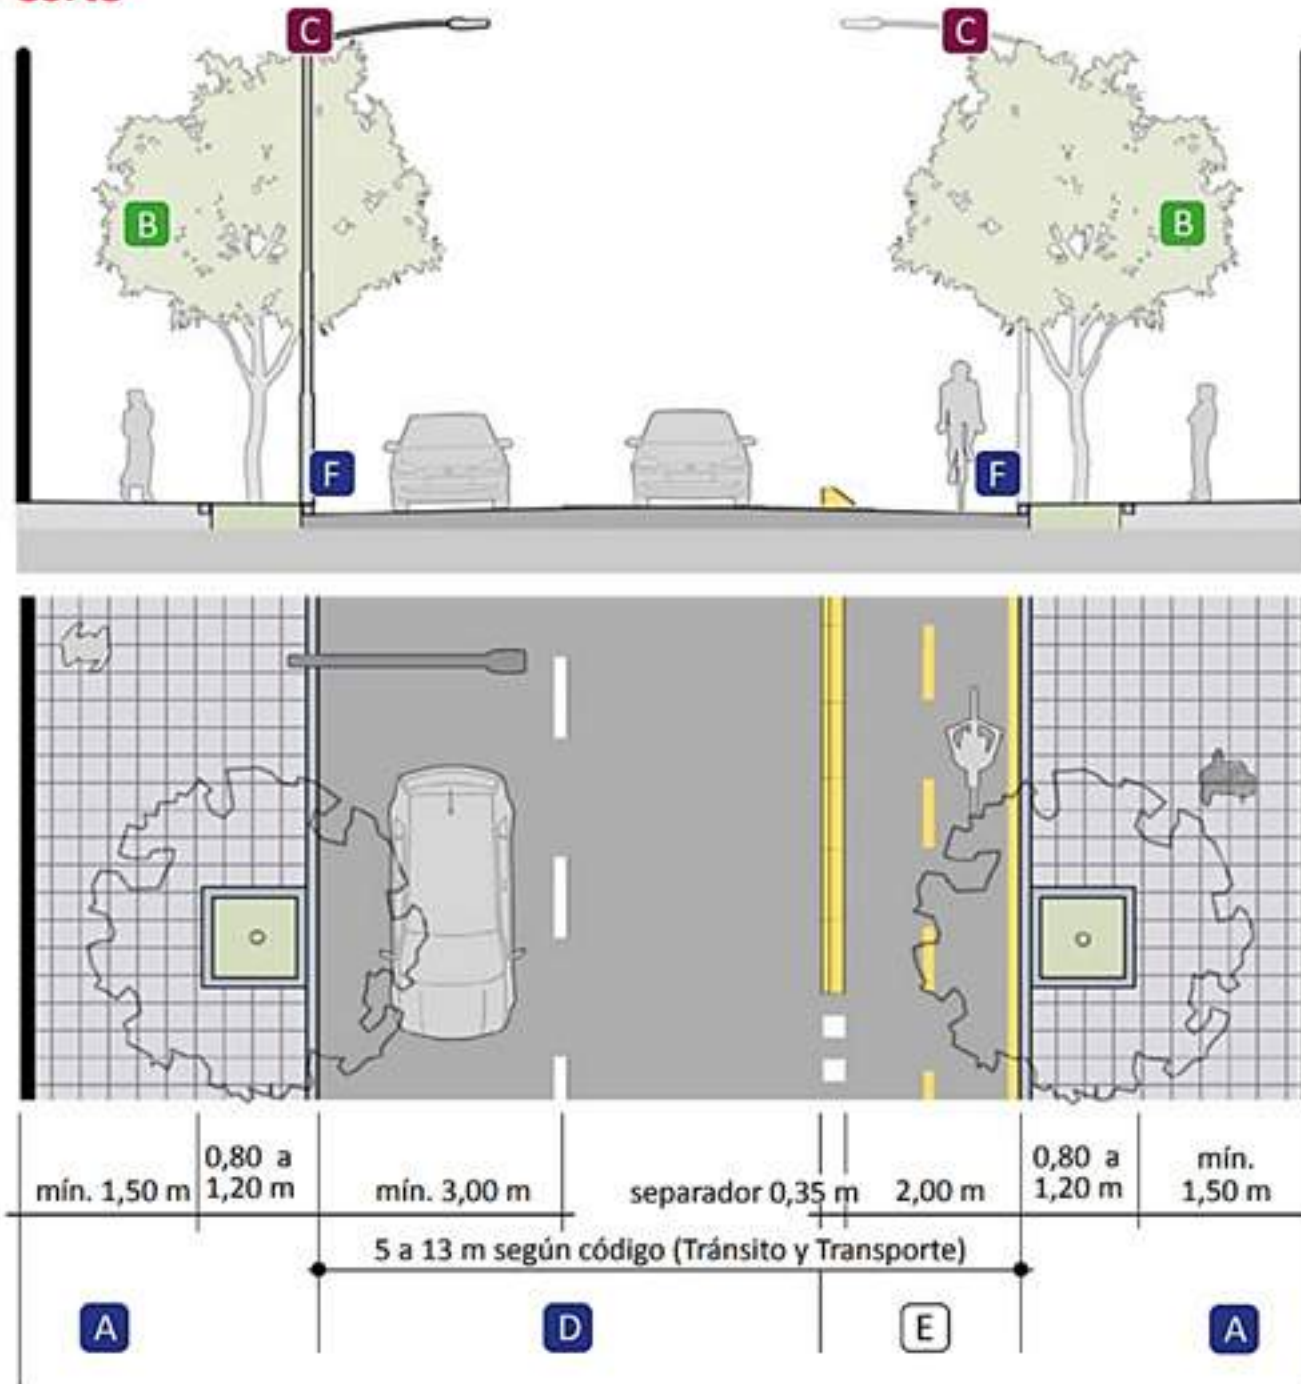 C
C
B
B
F
F
mín. 1,50 m
0,80 a
1,20 m
mín. 3,00 m
separador 0,35 m
2,00 m
0,80 a
1,20 m
mín.
1,50 m
5 a 13 m según código (Tránsito y Transporte)
A
D
E
A